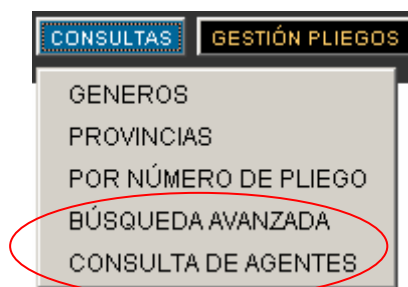 CONSULTAS GESTIÓN PLIEGOS
GENEROS
PROVINCIAS
POR NÚMERO DE PLIEGO
BÚSQUEDA AVANZADA
CONSULTA DE AGENTES